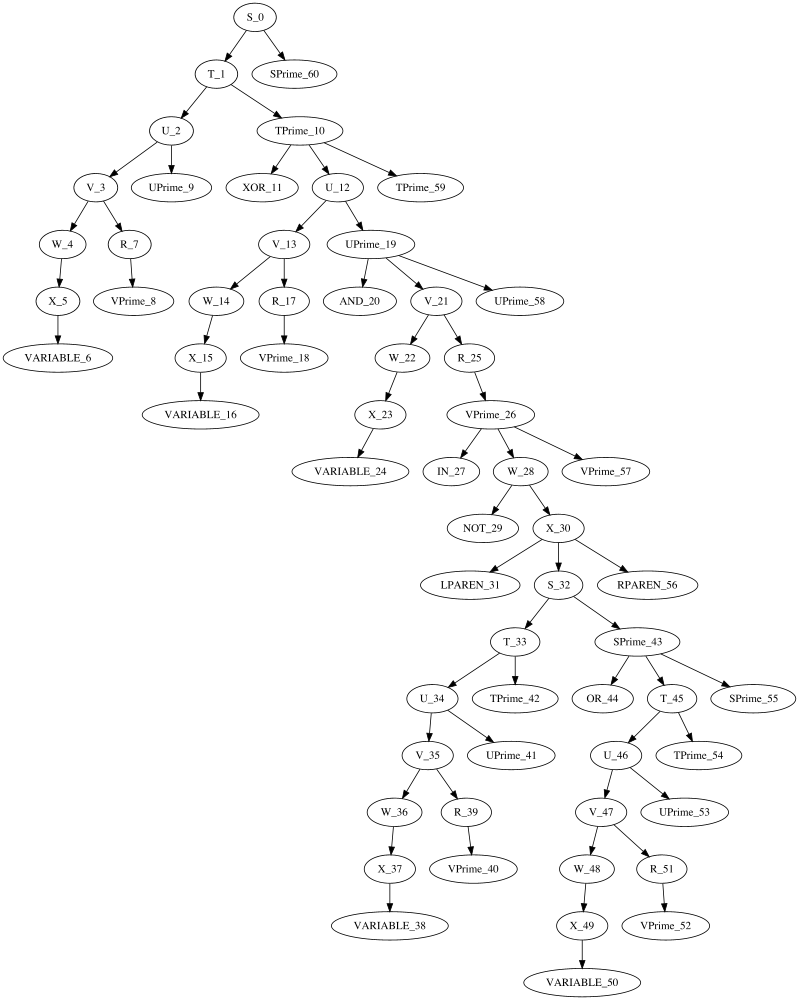 S_0
T_1 SPrime_60
U_2 TPrime_10
V_3 UPrime_9 XOR_11 U_12 TPrime_59
W_4 R_7 V_13 UPrime_19
X_5 VPrime_8 W_14 R_17 AND_20 V_21 UPrime_58
VARIABLE_6 X_15 VPrime_18 W_22 R_25
VARIABLE_16 X_23 VPrime_26
VARIABLE_24 IN_27 W_28 VPrime_57
NOT_29 X_30
LPAREN_31 S_32 RPAREN_56
T_33 SPrime_43
U_34 TPrime_42 OR_44 T_45 SPrime_55
V_35 UPrime_41 U_46 TPrime_54
W_36 R_39 V_47 UPrime_53
X_37 VPrime_40 W_48 R_51
VARIABLE_38 X_49 VPrime_52
VARIABLE_50